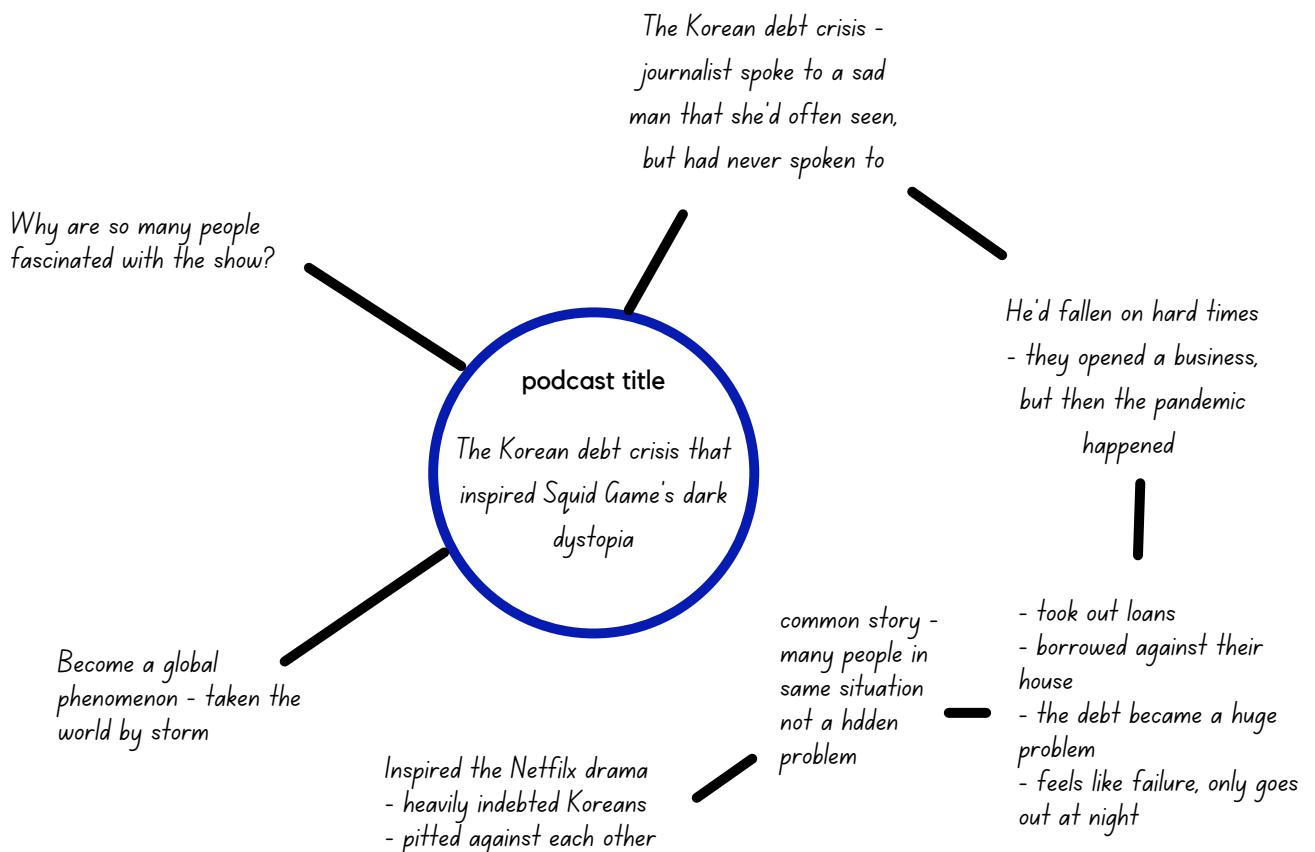 The Korean debt crisis -
journalist spoke to a sad
man that she'd often seen,
but had never spoken to
Why are so many people
fascinated with the show?
He'd fallen on hard times
- they opened a business,
but then the pandemic
happened
podcast title
The Korean debt crisis that
inspired Squid Game's dark
dystopia
- took out loans
- borrowed against their
house
- the debt became a huge
problem
- feels like failure, only goes
out at night
common story -
many people in
same situation
not a hdden
problem
Become a global
phenomenon - taken the
world by storm
Inspired the Netfilx drama
- heavily indebted Koreans
- pitted against each other